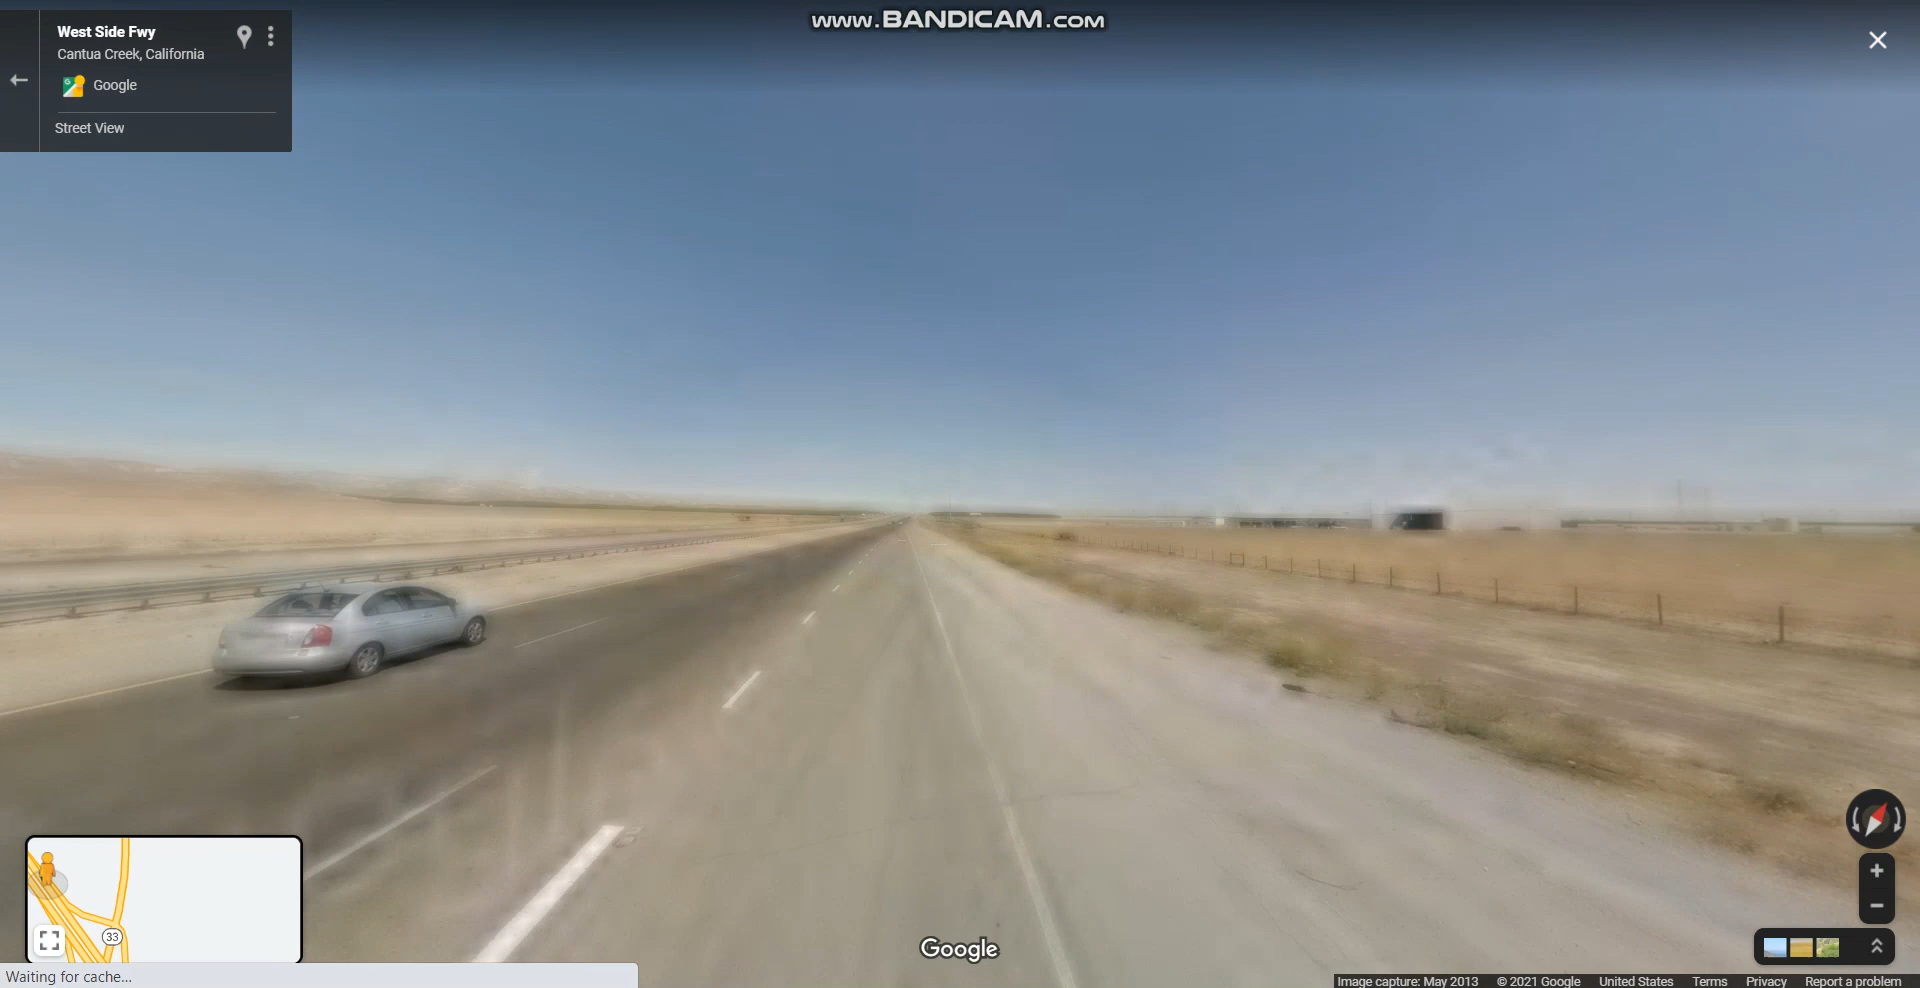 www.BANDICAM.com
West Side Fwy
Cantua Creek, California
Google
Street View
33
Google
Waiting for cache...
Image capture: May 2013 © 2021 Google United States Terms Privacy Report a problem